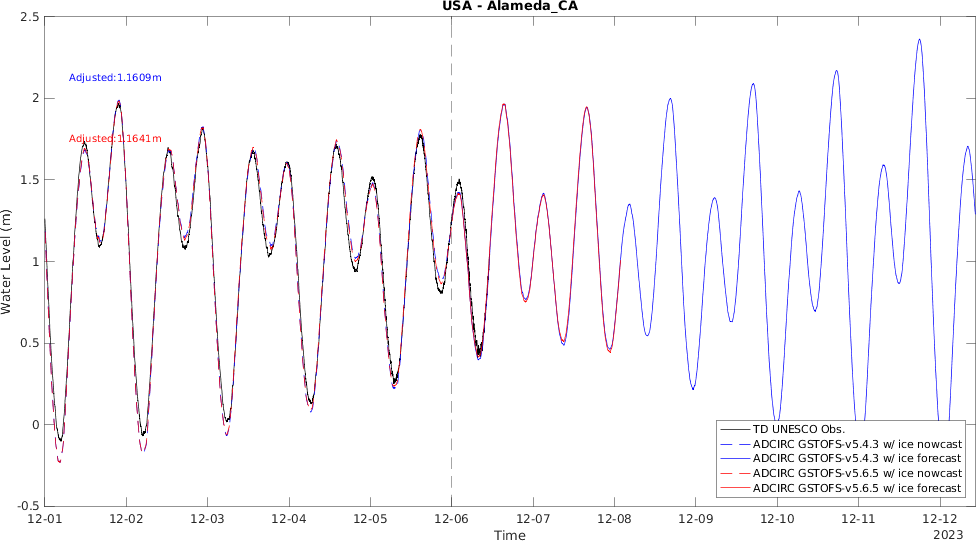 USA - Alameda_CA
2.5
2
1.5
1
0.5
0
-0.5
Water Level (m)
Adjusted:1.1609m
Adjusted:1.1641m
TD UNESCO Obs.
ADCIRC GSTOFS-v5.4.3 w/ ice nowcast
ADCIRC GSTOFS-v5.4.3 w/ ice forecast
ADCIRC GSTOFS-v5.6.5 w/ ice nowcast
ADCIRC GSTOFS-v5.6.5 w/ ice forecast
12-01 12-02 12-03 12-04 12-05 12-06 12-07 12-08 12-09 12-10 12-11 12-12
Time
2023